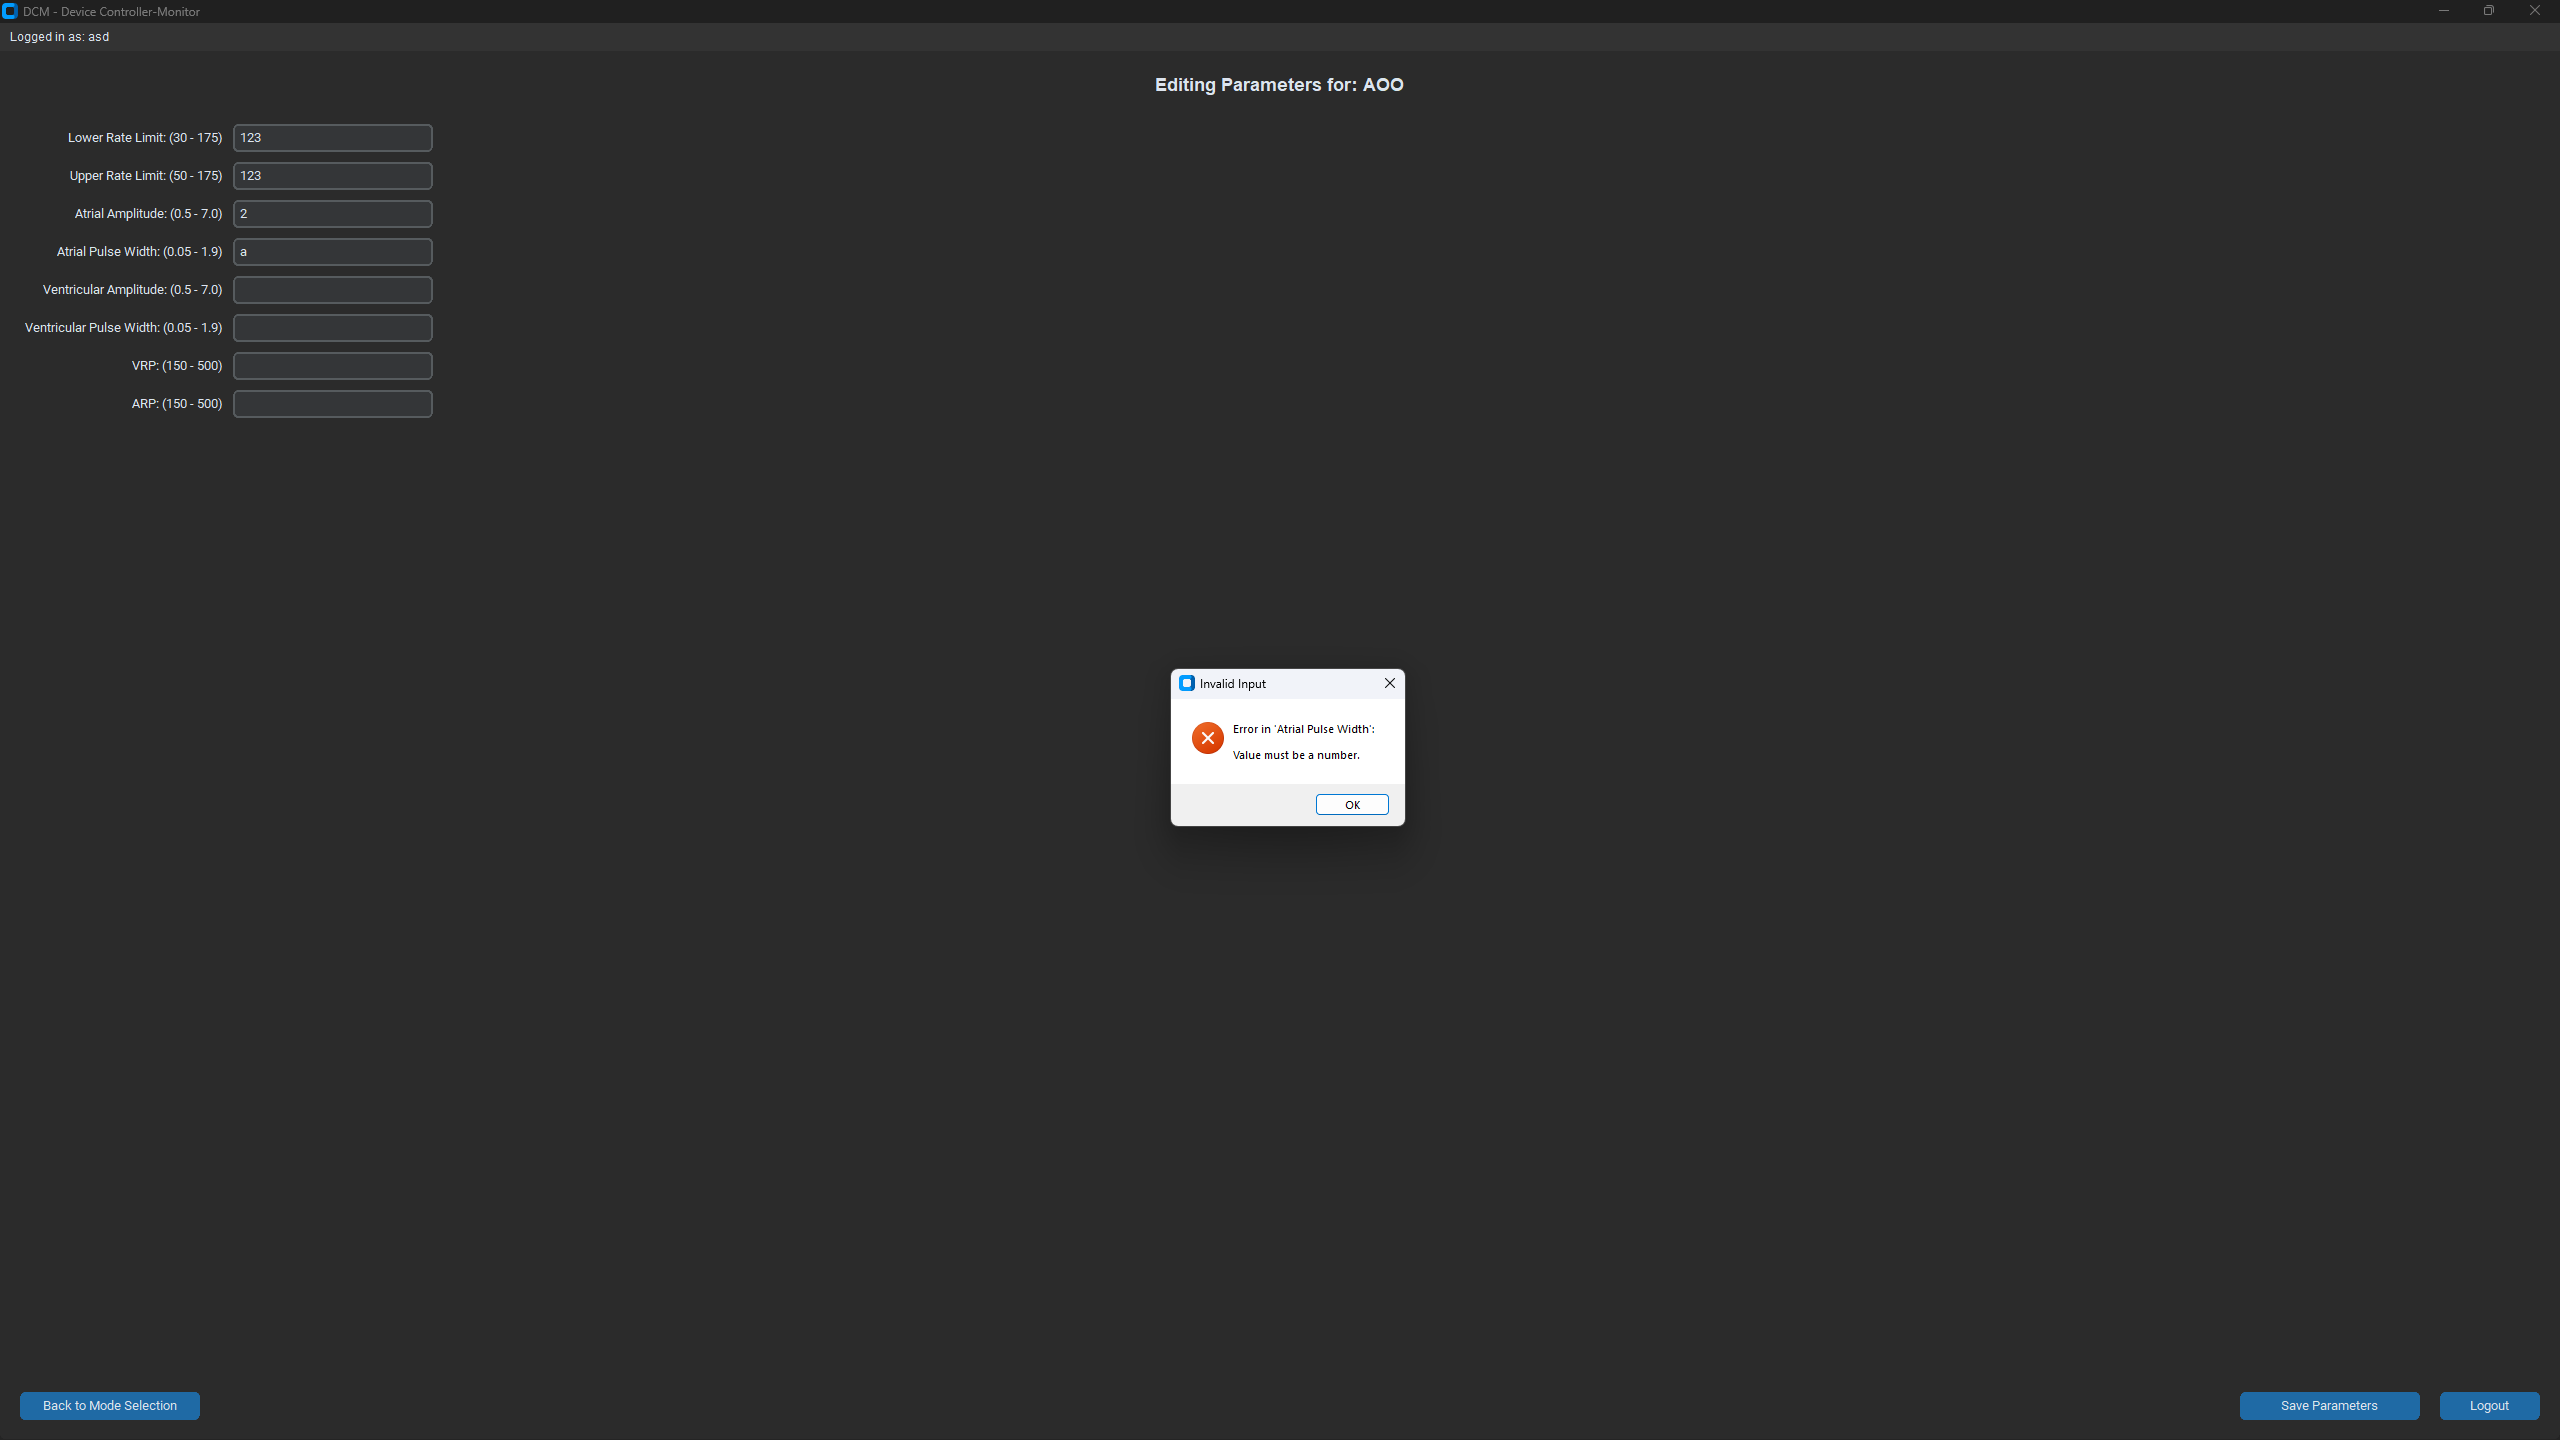 DCM - Device Controller-Monitor
Logged in as: asd
Editing Parameters for: AOO
Lower Rate Limit: (30 - 175) 123
Upper Rate Limit: (50 - 175) 123
Atrial Amplitude: (0.5 - 7.0) 2
Atrial Pulse Width: (0.05 - 1.9) a
Ventricular Amplitude: (0.5 - 7.0)
Ventricular Pulse Width: (0.05 - 1.9)
VRP: (150 - 500)
ARP: (150 - 500)
Invalid Input
Error in 'Atrial Pulse Width':
Value must be a number.
OK
Back to Mode Selection
Save Parameters
Logout